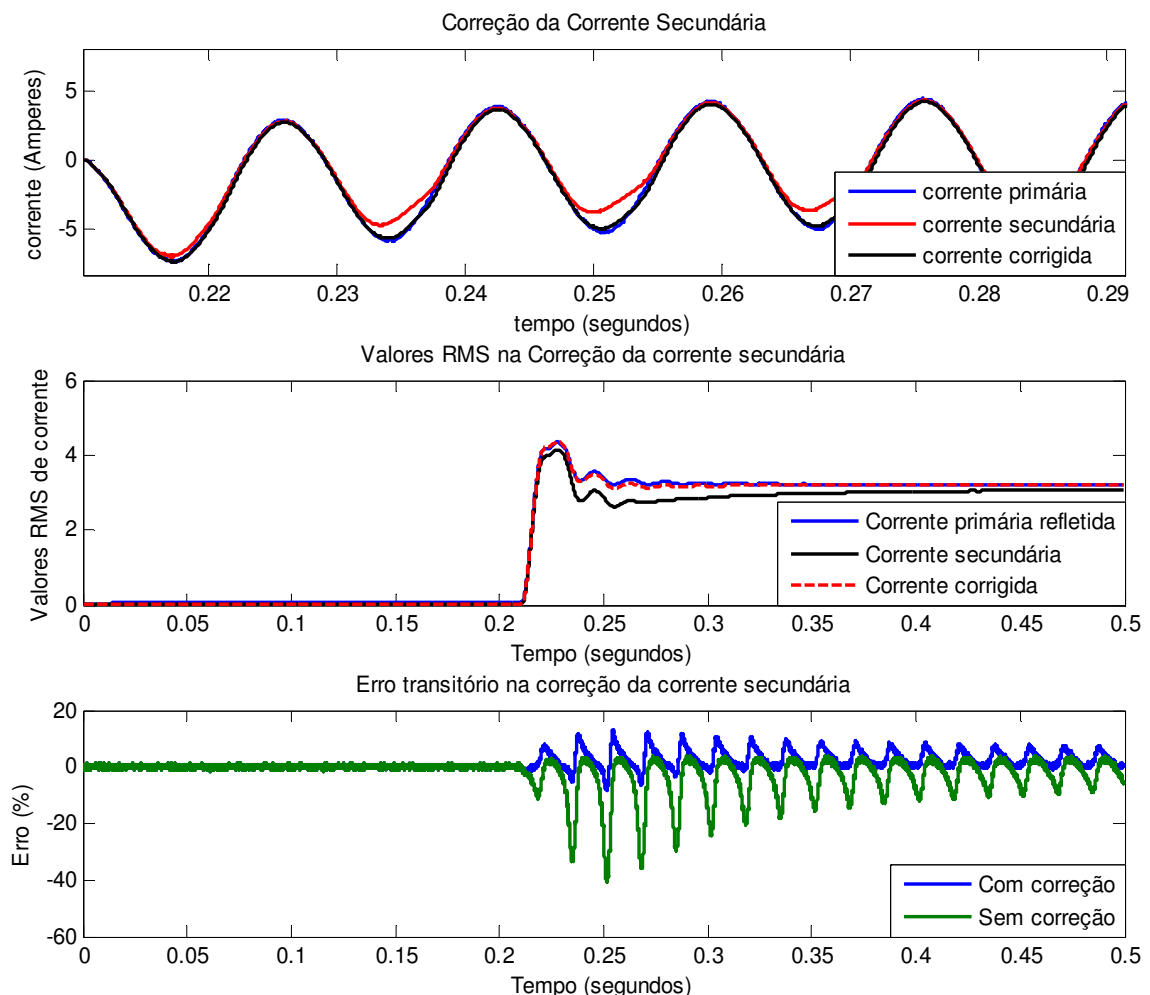 Correção da Corrente Secundária
corrente (Amperes)
5
0
-5
corrente primária
corrente secundária
corrente corrigida
0.22 0.23 0.24 0.25 0.26 0.27 0.28 0.29
tempo (segundos)
Valores RMS na Correção da corrente secundária
Valores RMS de corrente
6
4
2
0
Corrente primária refletida
Corrente secundária
Corrente corrigida
0 0.05 0.1 0.15 0.2 0.25 0.3 0.35 0.4 0.45 0.5
Tempo (segundos)
Erro transitório na correção da corrente secundária
Erro (%)
20
0
-20
-40
-60
Com correção
Sem correção
0 0.05 0.1 0.15 0.2 0.25 0.3 0.35 0.4 0.45 0.5
Tempo (segundos)